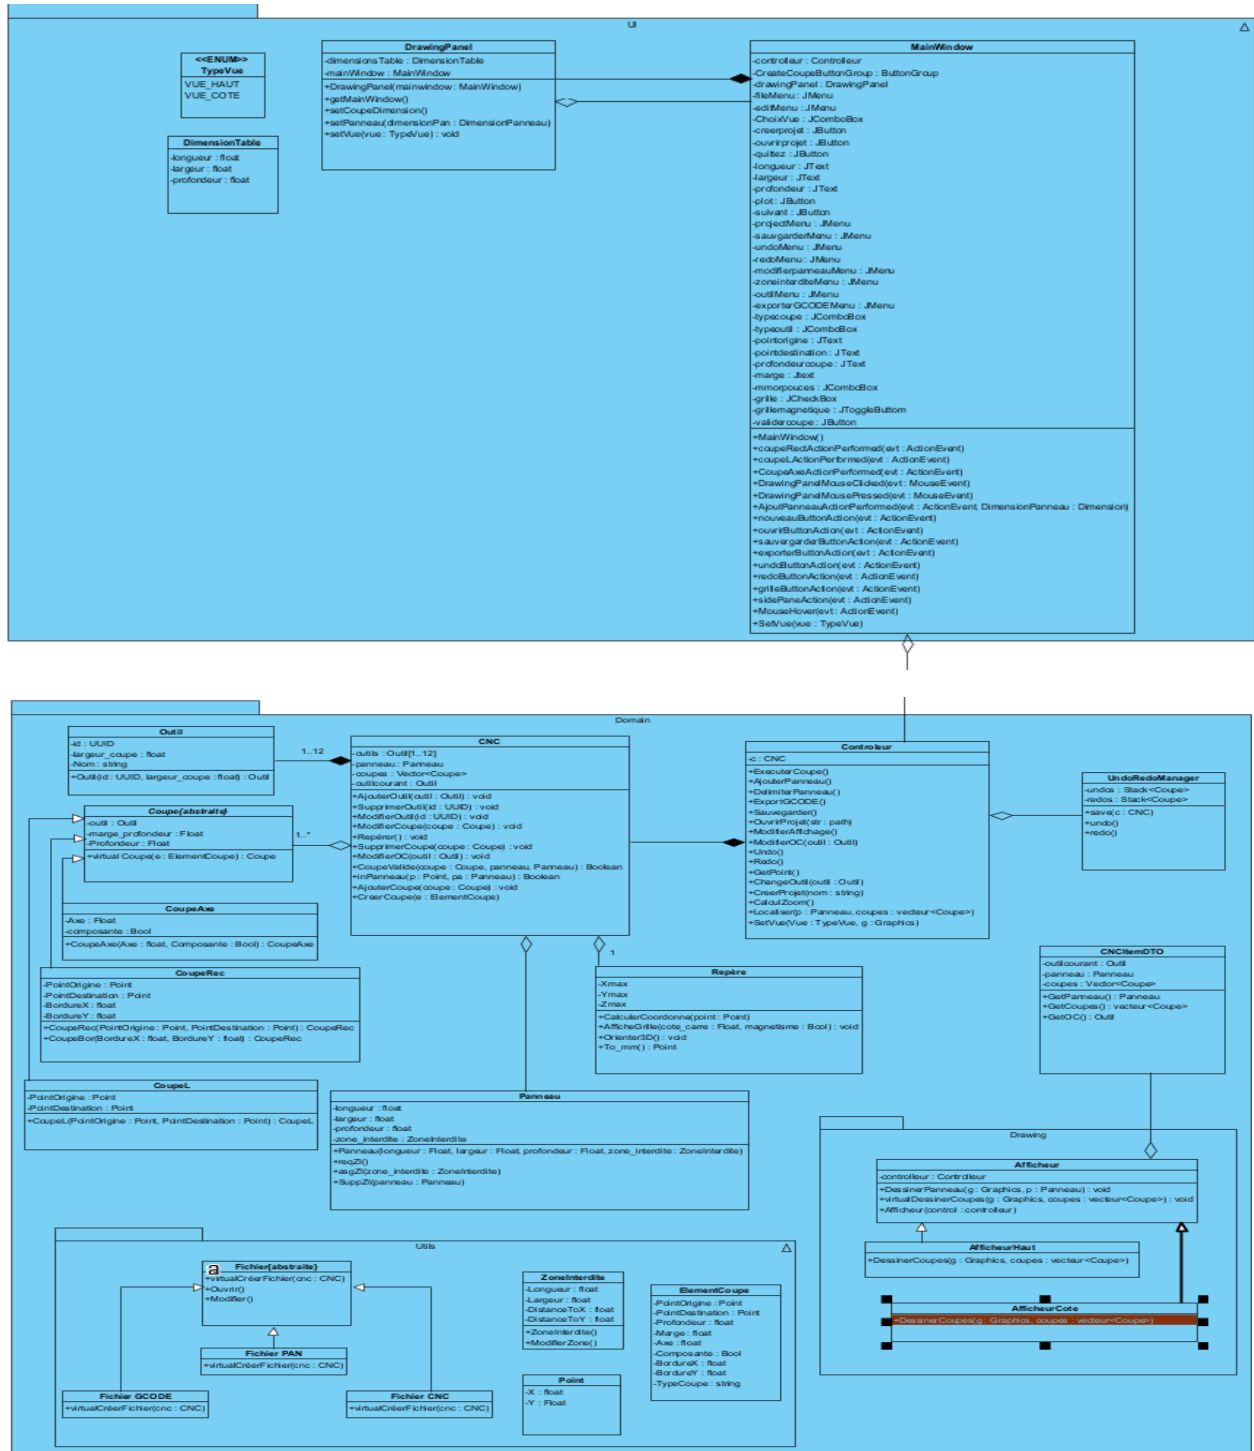 UI
<<ENUM>>
TypeVue
VUE_HAUT
VUE_COTE
DimensionTable
-longueur : float
-largeur : float
-profondeur : float
DrawingPanel
-dimensionsTable : DimensionTable
-mainWindow : MainWindow
+DrawingPanel(mainwindow : MainWindow)
+getMainWindow()
+setCoupeDimension()
+setPanneau(dimensionPan : DimensionPanneau)
+setVue(vue : TypeVue) : void
MainWindow
-controlleur : Controlleur
-CreateCoupeButtonGroup : ButtonGroup
-drawingPanel : DrawingPanel
-fileMenu : JMenu
-editMenu : JMenu
-ChoixVue : JComboBox
-creerprojet : JButton
-ouvrirprojet : JButton
-quittez : JButton
-longueur : JText
-largeur : JText
-profondeur : JText
-plot : JButton
-suivant : JButton
-projectMenu : JMenu
-sauvgarderMenu : JMenu
-undoMenu : JMenu
-redoMenu : JMenu
-modifierpanneauMenu : JMenu
-zoneinterditeMenu : JMenu
-outilMenu : JMenu
-exporterGCODEMenu : JMenu
-typecoupe : JComboBox
-typeoutil : JComboBox
-pointorigine : JText
-pointdestination : JText
-profondeurcoupe : JText
-marge : Jtext
-mmorpouces : JComboBox
-grille : JCheckBox
-grillemagnetique : JToggleButtom
-validercoupe : JButton
+MainWindow()
+coupeRectActionPerformed(evt : ActionEvent)
+coupeLActionPerformed(evt : ActionEvent)
+CoupeAxeActionPerformed(evt : ActionEvent)
+DrawingPanelMouseClicked(evt : MouseEvent)
+DrawingPanelMousePressed(evt : MouseEvent)
+AjoutPanneauActionPerformed(evt : ActionEvent, DimensionPanneau : Dimension)
+nouveauButtonAction(evt : ActionEvent)
+ouvrirButtonAction(evt : ActionEvent)
+sauvergarderButtonAction(evt : ActionEvent)
+exporterButtonAction(evt : ActionEvent)
+undoButtonAction(evt : ActionEvent)
+redoButtonAction(evt : ActionEvent)
+grilleButtonAction(evt : ActionEvent)
+sidePaneAction(evt : ActionEvent)
+MouseHover(evt : ActionEvent)
+SetVue(vue : TypeVue)
Domain
Outil
-id : UUID
-largeur_coupe : float
-Nom : string
+Outil(id : UUID, largeur_coupe : float) : Outil
1..12
Coupe{abstraite}
-outil : Outil
-marge_profondeur : Float
-Profondeur : Float
+virtual Coupe(e : ElementCoupe) : Coupe
1..*
CNC
-outils : Outil[1..12]
-panneau : Panneau
-coupes : Vector<Coupe>
-outilcourant : Outil
+AjouterOutil(outil : Outil) : void
+SupprimerOutil(id : UUID) : void
+ModifierOutil(id : UUID) : void
+ModifierCoupe(coupe : Coupe) : void
+Repérer() : void
+SupprimerCoupe(coupe : Coupe) : void
+ModifierOC(outil : Outil) : void
+CoupeValide(coupe : Coupe, panneau, Panneau) : Boolean
+inPanneau(p : Point, pa : Panneau) : Boolean
+AjouterCoupe(coupe : Coupe) : void
+CreerCoupe(e : ElementCoupe)
Controleur
-c : CNC
+ExecuterCoupe()
+AjouterPanneau()
+DelimiterPanneau()
+ExportGCODE()
+Sauvegarder()
+OuvrirProjet(str : path)
+ModifierAffichage()
+ModifierOC(outil : Outil)
+Undo()
+Redo()
+GetPoint()
+ChangeOutil(outil : Outil)
+CreerProjet(nom : string)
+CalculZoom()
+Localiser(p : Panneau, coupes : vecteur<Coupe>)
+SetVue(Vue : TypeVue, g : Graphics)
UndoRedoManager
-undos : Stack<Coupe>
-redos : Stack<Coupe>
+save(c : CNC)
+undo()
+redo()
CoupeAxe
-Axe : Float
-composante : Bool
+CoupeAxe(Axe : float, Composante : Bool) : CoupeAxe
CoupeRec
-PointOrigine : Point
-PointDestination : Point
-BordureX : float
-BordureY : float
+CoupeRec(PointOrigine : Point, PointDestination : Point) : CoupeRec
+CoupeBor(BordureX : float, BordureY : float) : CoupeRec
CoupeL
-PointOrigine : Point
-PointDestination : Point
+CoupeL(PointOrigine : Point, PointDestination : Point) : CoupeL
1
Repère
-Xmax
-Ymax
-Zmax
+CalculerCoordonne(point : Point)
+AfficheGrille(cote_carre : Float, magnetisme : Bool) : void
+Orienter3D() : void
+To_mm() : Point
CNCItemDTO
-outilcourant : Outil
-panneau : Panneau
-coupes : Vector<Coupe>
+GetPanneau() : Panneau
+GetCoupes() : vecteur<Coupe>
+GetOC() : Outil
Panneau
-longueur : float
-largeur : float
-profondeur : float
-zone_interdite : ZoneInterdite
+Panneau(longueur : Float, largeur : Float, profondeur : Float, zone_interdite : ZoneInterdite)
+reqZI()
+asgZI(zone_interdite : ZoneInterdite)
+SuppZI(panneau : Panneau)
Drawing
Afficheur
-controlleur : Controlleur
+DessinerPanneau(g : Graphics, p : Panneau) : void
+virtualDessinerCoupes(g : Graphics, coupes : vecteur<Coupe>) : void
+Afficheur(control : controlleur)
AfficheurHaut
+DessinerCoupes(g : Graphics, coupes : vecteur<Coupe>)
AfficheurCote
+DessinerCoupes(g : Graphics, coupes : vecteur<Coupe>)
Utils
a
Fichier{abstraite}
+virtualCréerFichier(cnc : CNC)
+Ouvrir()
+Modifier()
Fichier PAN
+virtualCréerFichier(cnc : CNC)
Fichier GCODE
+virtualCréerFichier(cnc : CNC)
Fichier CNC
+virtualCréerFichier(cnc : CNC)
ZoneInterdite
-Longueur : float
-Largeur : float
-DistanceToX : float
-DistanceToY : float
+ZoneInterdite()
+ModifierZone()
Point
-X : float
-Y : Float
ElementCoupe
-PointOrigine : Point
-PointDestination : Point
-Profondeur : float
-Marge : float
-Axe : float
-Composante : Bool
-BordureX : float
-BordureY : float
-TypeCoupe : string